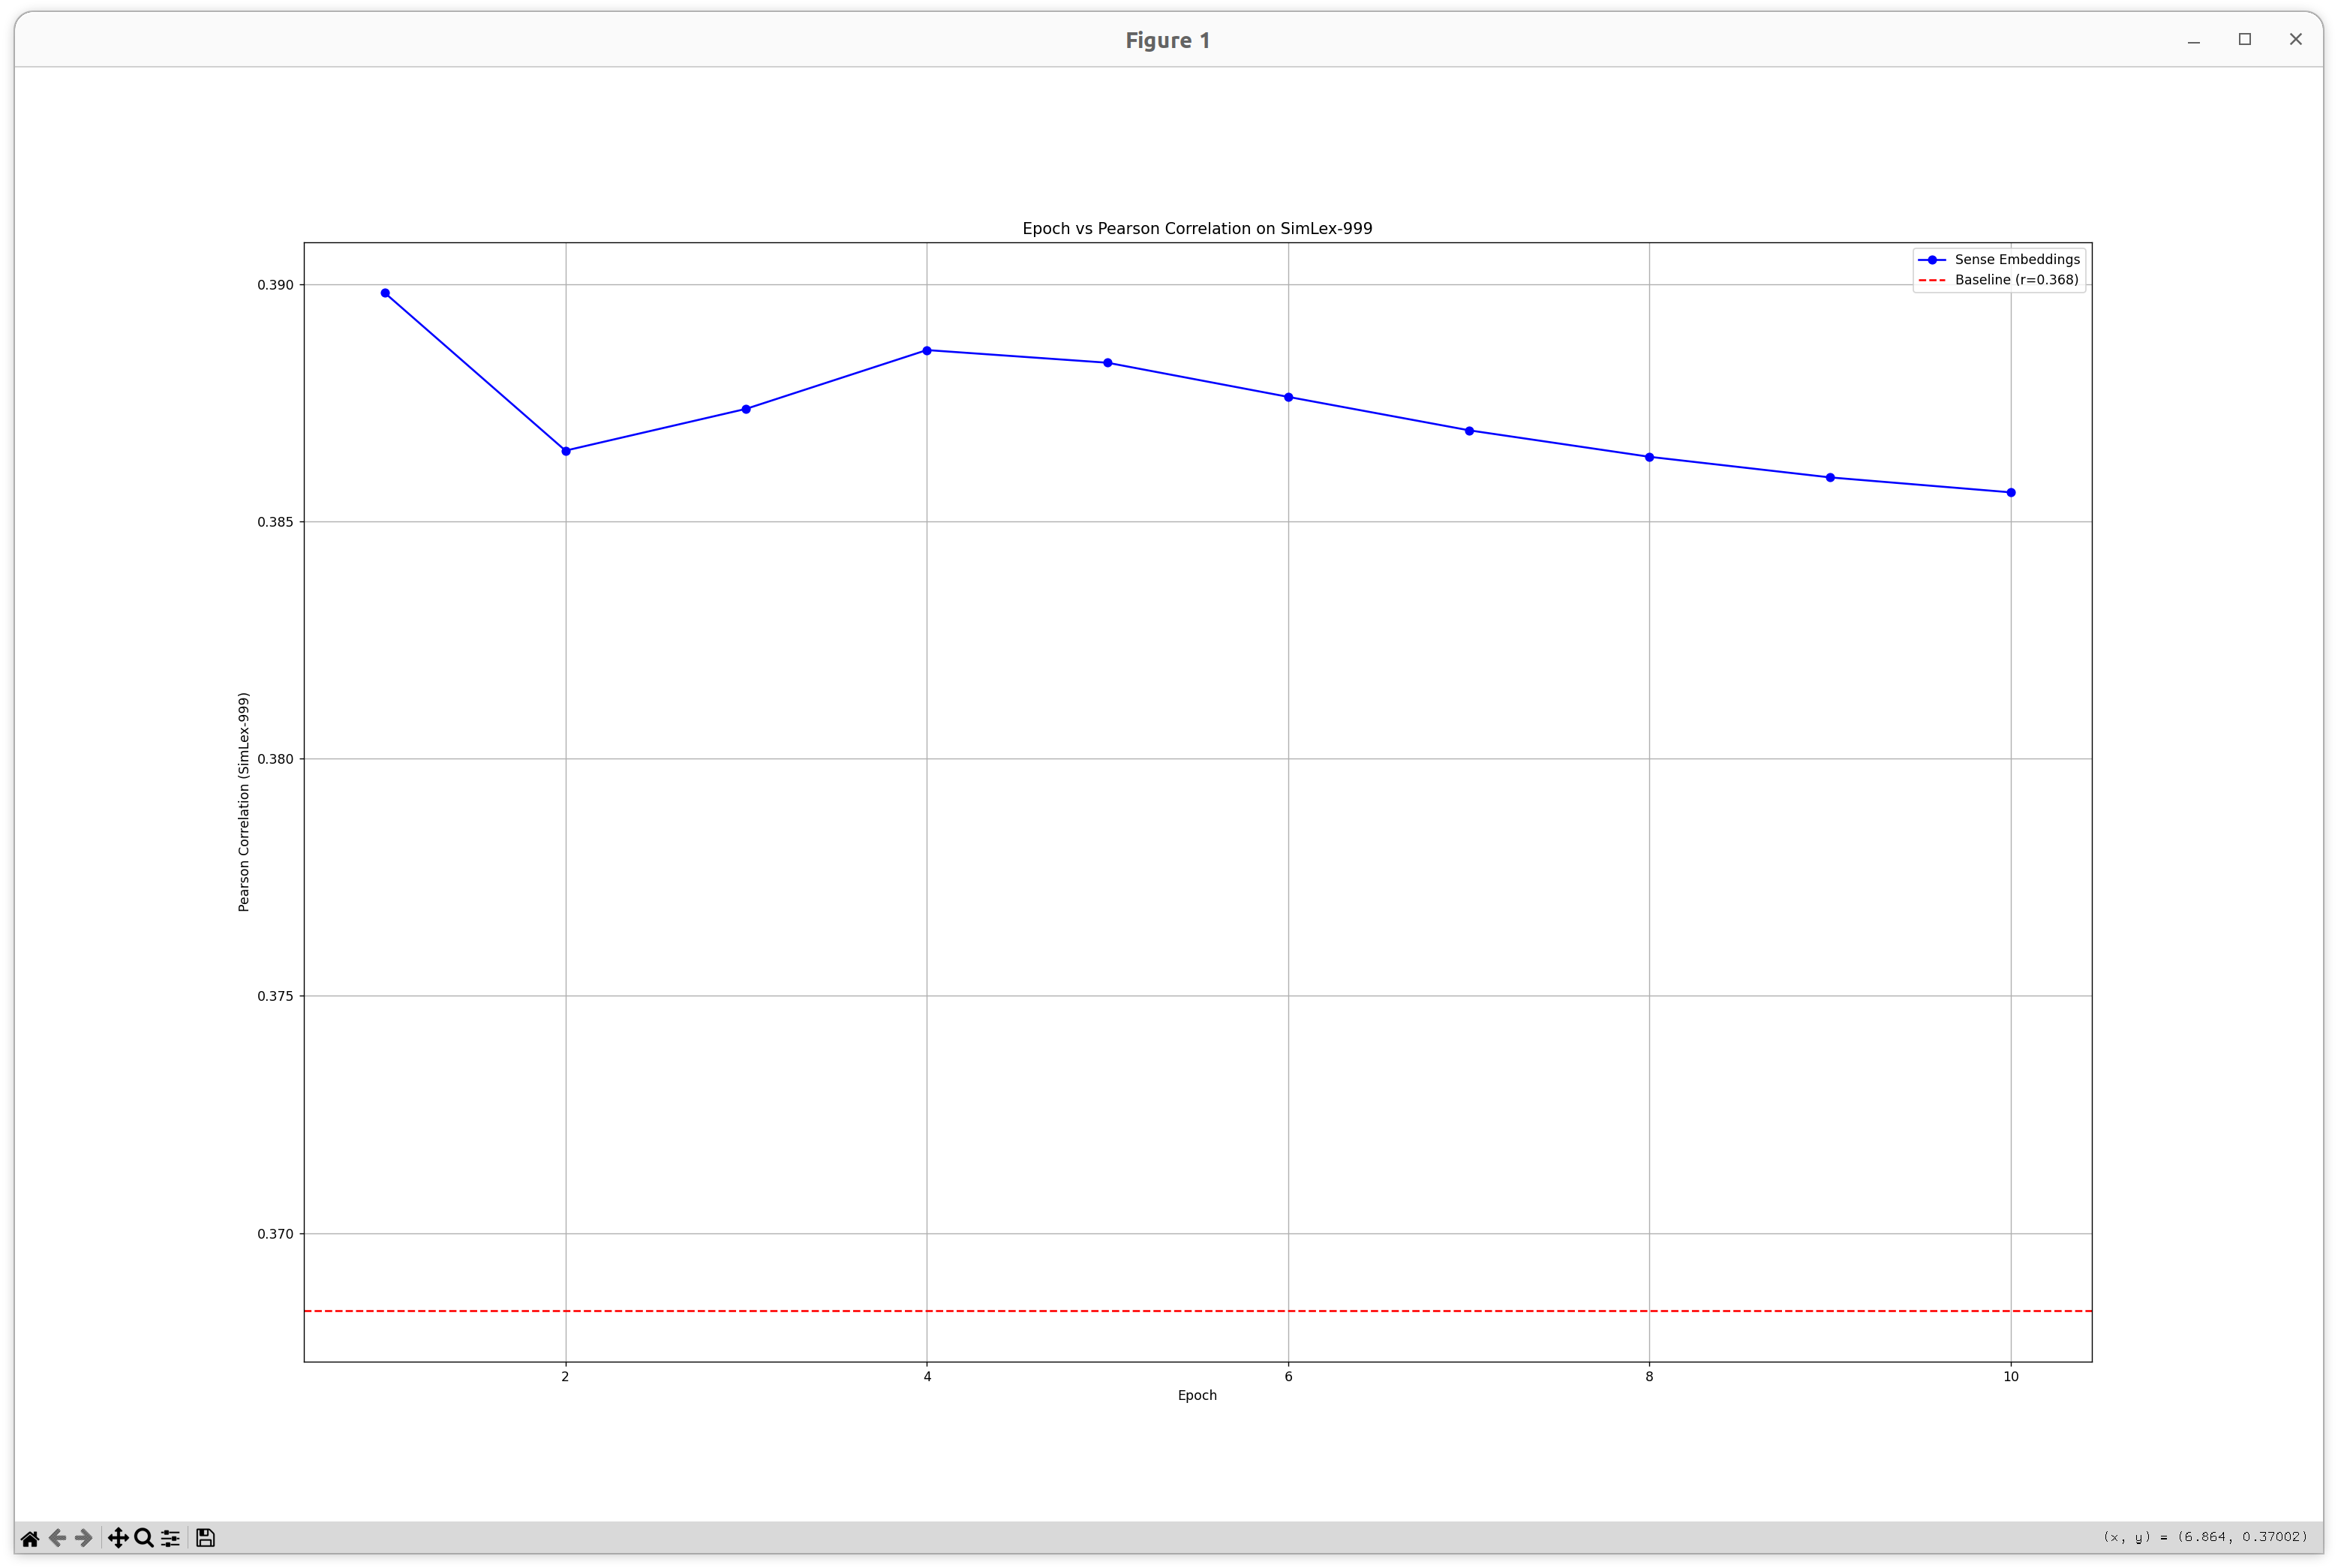 Figure 1
Epoch vs Pearson Correlation on SimLex-999
Sense Embeddings
Baseline (r=0.368)
0.390
0.385
0.380
0.375
0.370
Pearson Correlation (SimLex-999)
2 4 6 8 10
Epoch
(x, y) = (6.864, 0.37002)